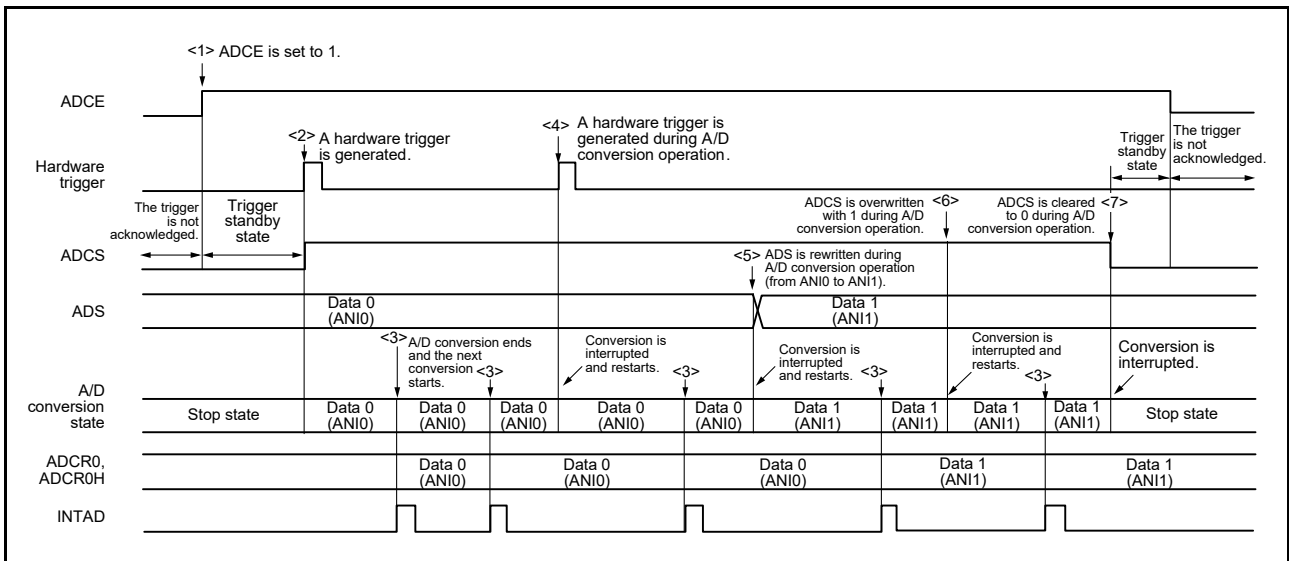 <1> ADCE is set to 1.
ADCE
<2> A hardware trigger
is generated.
<4> A hardware trigger is
generated during A/D
conversion operation.
Trigger
standby
state
The trigger
is not
acknowledged.
Hardware
trigger
The trigger
is not
acknowledged.
Trigger
standby
state
ADCS is overwritten <6>
with 1 during A/D
conversion operation.
ADCS is cleared <7>
to 0 during A/D
conversion operation.
ADCS
<5> ADS is rewritten during
A/D conversion operation
(from ANI0 to ANI1).
ADS
Data 0
(ANI0)
Data 1
(ANI1)
<3> A/D conversion ends
and the next
conversion
starts.
<3>
Conversion is
interrupted
and restarts.
<3>
Conversion is
interrupted
and restarts.
<3>
Conversion is
interrupted and
restarts.
<3>
Conversion is
interrupted.
A/D
conversion
state
Stop state
Data 0
(ANI0)
Data 0
(ANI0)
Data 0
(ANI0)
Data 0
(ANI0)
Data 0
(ANI0)
Data 1
(ANI1)
Data 1
(ANI1)
Data 1
(ANI1)
Data 1
(ANI1)
Stop state
ADCR0,
ADCR0H
Data 0
(ANI0)
Data 0
(ANI0)
Data 0
(ANI0)
Data 1
(ANI1)
Data 1
(ANI1)
INTAD